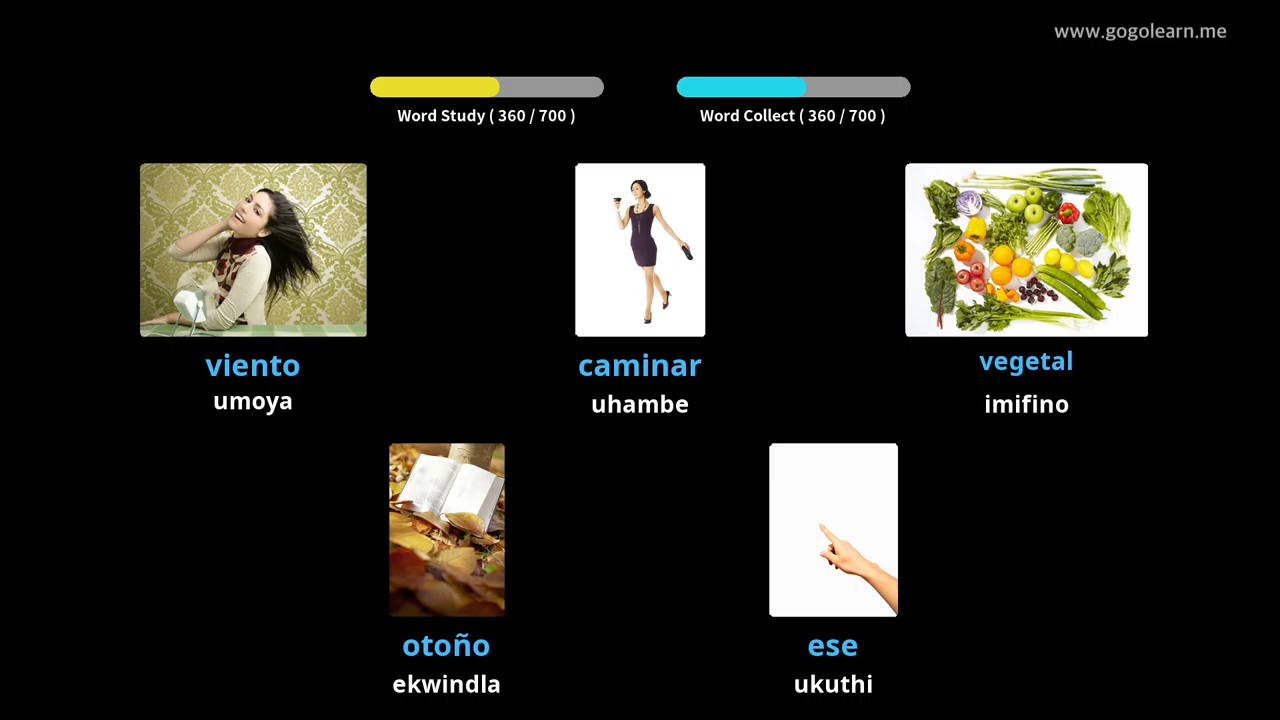 www.gogolearn.me
Word Study ( 360 / 700 )
Word Collect ( 360 / 700 )
viento
umoya
caminar
uhambe
vegetal
imifino
otoño
ekwindla
ese
ukuthi